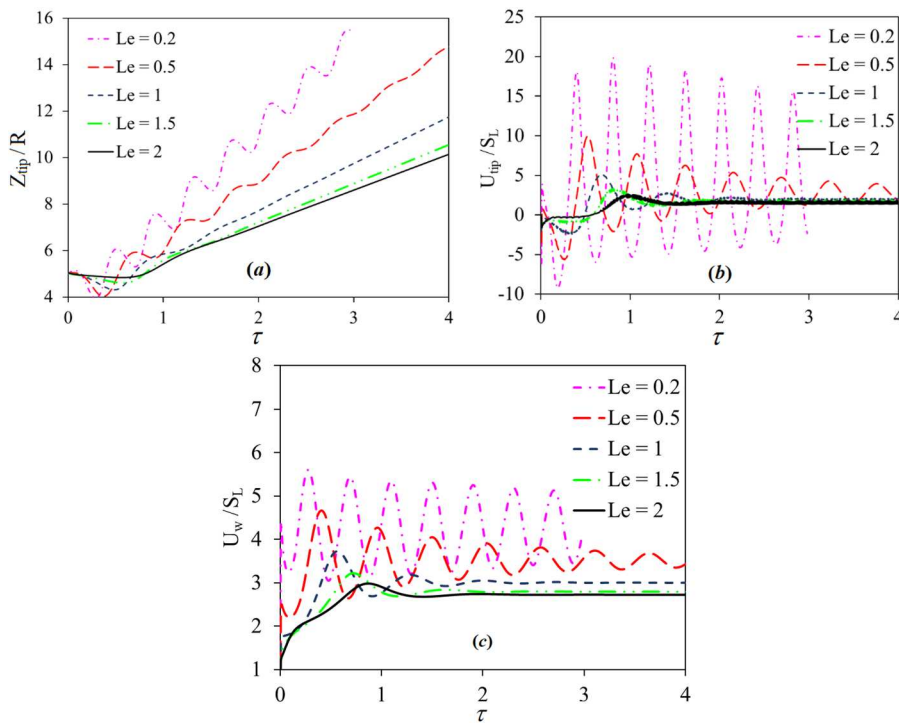 (a)
16
14
12
10
8
6
4
Z_tip / R
Le = 0.2
Le = 0.5
Le = 1
Le = 1.5
Le = 2
(a)
0
1
2
3
4
τ
(b)
25
20
15
10
5
0
-5
-10
U_tip/S_L
Le = 0.2
Le = 0.5
Le = 1
Le = 1.5
Le = 2
(b)
0
1
2
3
4
τ
8
7
6
5
4
3
2
1
U_w/S_L
Le = 0.2
Le = 0.5
Le = 1
Le = 1.5
Le = 2
(c)
0
1
2
3
4
τ